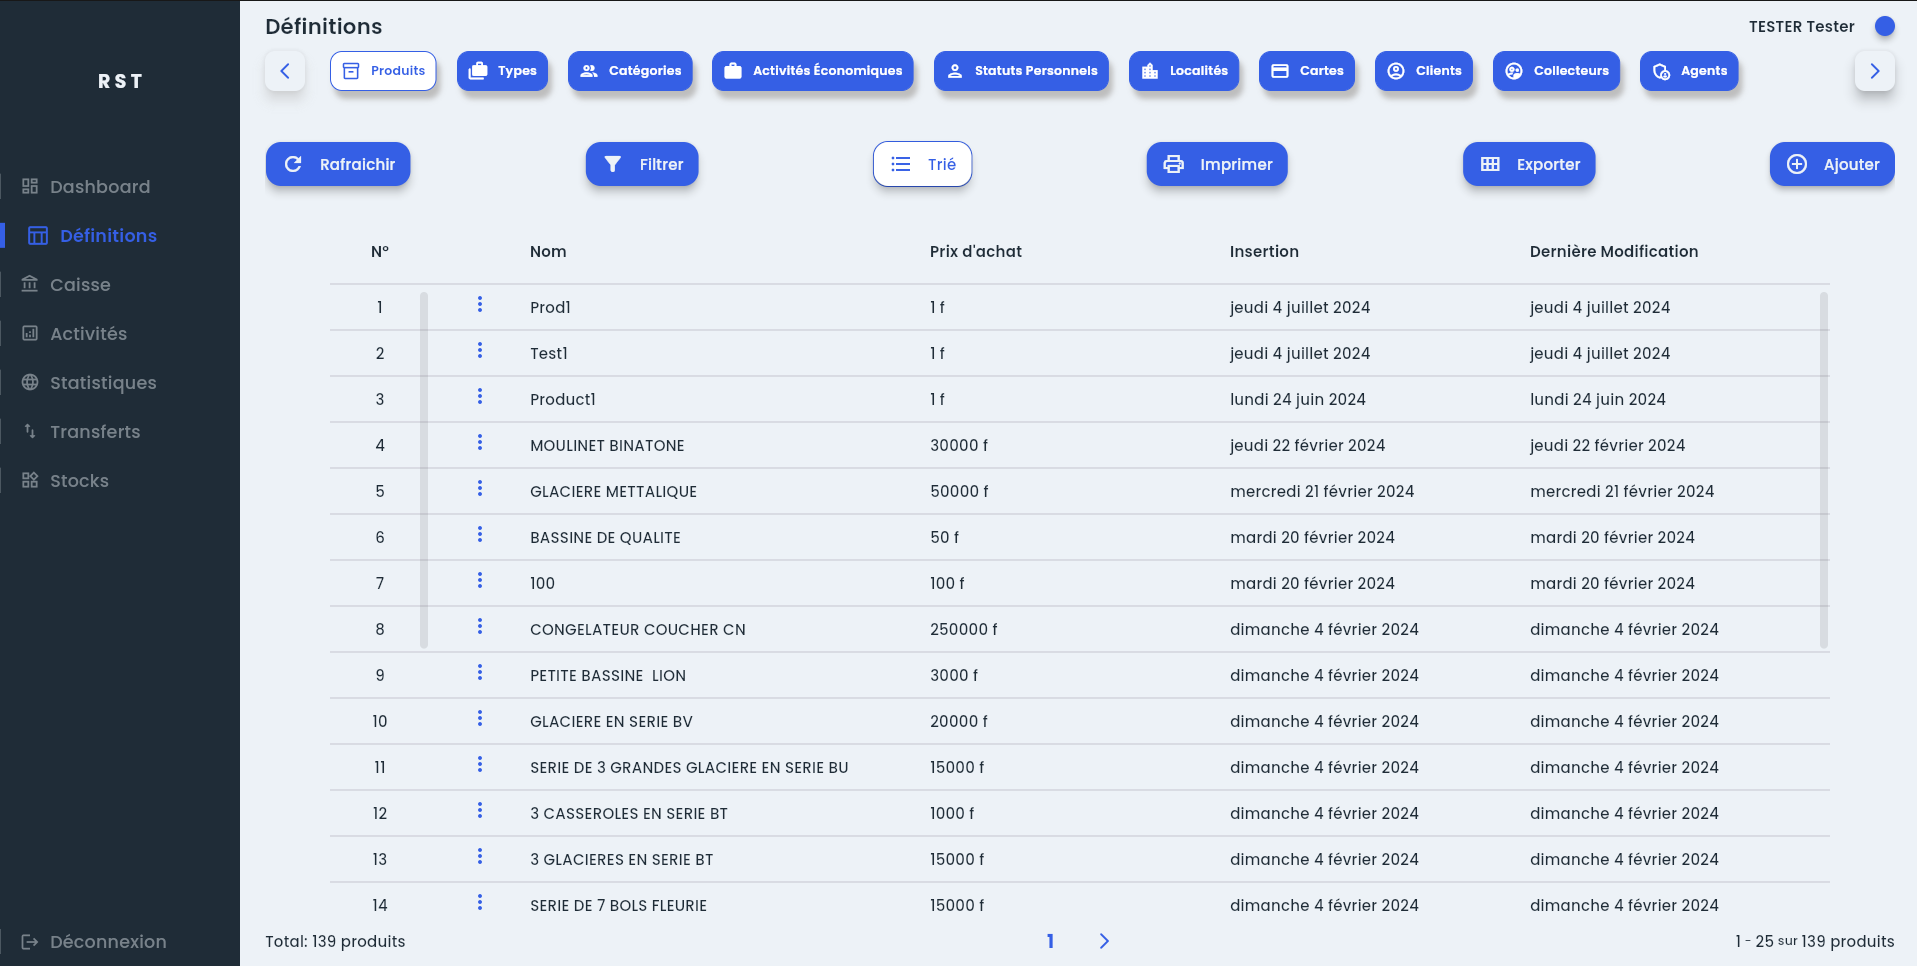 RST
Dashboard
Définitions
Caisse
Activités
Statistiques
Transferts
Stocks
Déconnexion
Définitions
TESTER Tester
Produits Types Catégories Activités Économiques Statuts Personnels Localités Cartes Clients Collecteurs Agents
Rafraichir Filtrer Trié Imprimer Exporter Ajouter
N° Nom Prix d'achat Insertion Dernière Modification
1 Prod1 1 f jeudi 4 juillet 2024 jeudi 4 juillet 2024
2 Test1 1 f jeudi 4 juillet 2024 jeudi 4 juillet 2024
3 Product1 1 f lundi 24 juin 2024 lundi 24 juin 2024
4 MOULINET BINATONE 30000 f jeudi 22 février 2024 jeudi 22 février 2024
5 GLACIERE METTALIQUE 50000 f mercredi 21 février 2024 mercredi 21 février 2024
6 BASSINE DE QUALITE 50 f mardi 20 février 2024 mardi 20 février 2024
7 100 100 f mardi 20 février 2024 mardi 20 février 2024
8 CONGELATEUR COUCHER CN 250000 f dimanche 4 février 2024 dimanche 4 février 2024
9 PETITE BASSINE  LION 3000 f dimanche 4 février 2024 dimanche 4 février 2024
10 GLACIERE EN SERIE BV 20000 f dimanche 4 février 2024 dimanche 4 février 2024
11 SERIE DE 3 GRANDES GLACIERE EN SERIE BU 15000 f dimanche 4 février 2024 dimanche 4 février 2024
12 3 CASSEROLES EN SERIE BT 1000 f dimanche 4 février 2024 dimanche 4 février 2024
13 3 GLACIERES EN SERIE BT 15000 f dimanche 4 février 2024 dimanche 4 février 2024
14 SERIE DE 7 BOLS FLEURIE 15000 f dimanche 4 février 2024 dimanche 4 février 2024
Total: 139 produits 1 1 - 25 sur 139 produits